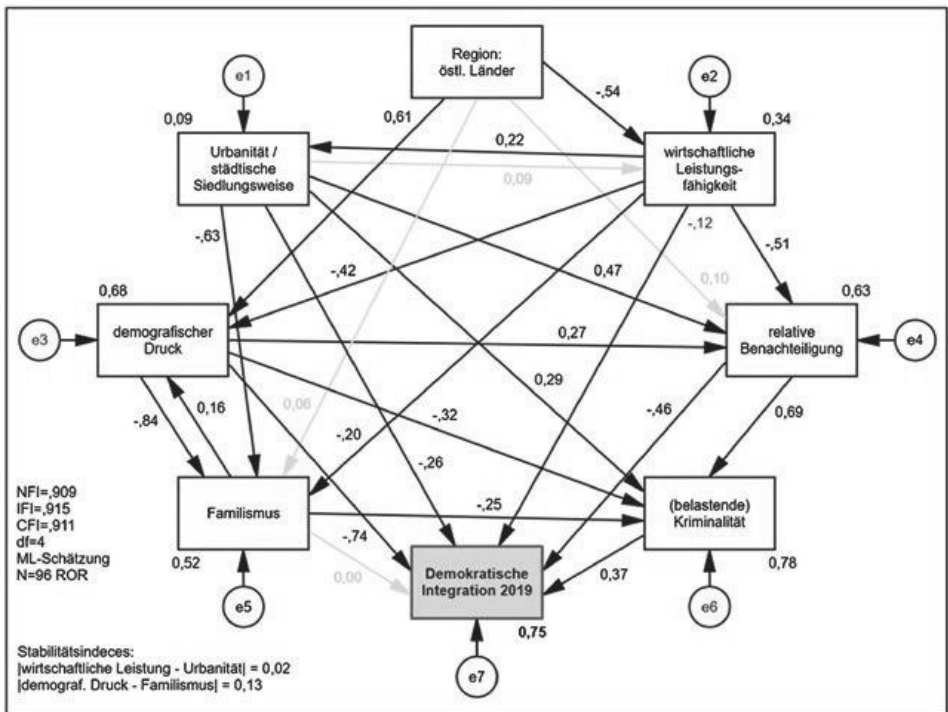 Region:
östl. Länder
e1
e2
0,09
0,61
-,54
0,34
Urbanität /
städtische
Siedlungsweise
0,22
0,09
wirtschaftliche
Leistungs-
fähigkeit
-,63
-,42
0,47
-,12
-,51
0,10
0,68
0,63
e3
demografischer
Druck
0,27
relative
Benachteiligung
e4
-,84
0,16
0,06
-,20
-,26
-,32
0,29
-,46
0,69
NFI=,909
IFI=,915
CFI=,911
df=4
ML-Schätzung
N=96 ROR
Familismus
-,25
(belastende)
Kriminalität
0,52
-,74
0,00
Demokratische
Integration 2019
0,37
0,78
e5
e6
0,75
e7
Stabilitätsindeces:
|wirtschaftliche Leistung - Urbanität| = 0,02
|demograf. Druck - Familismus| = 0,13